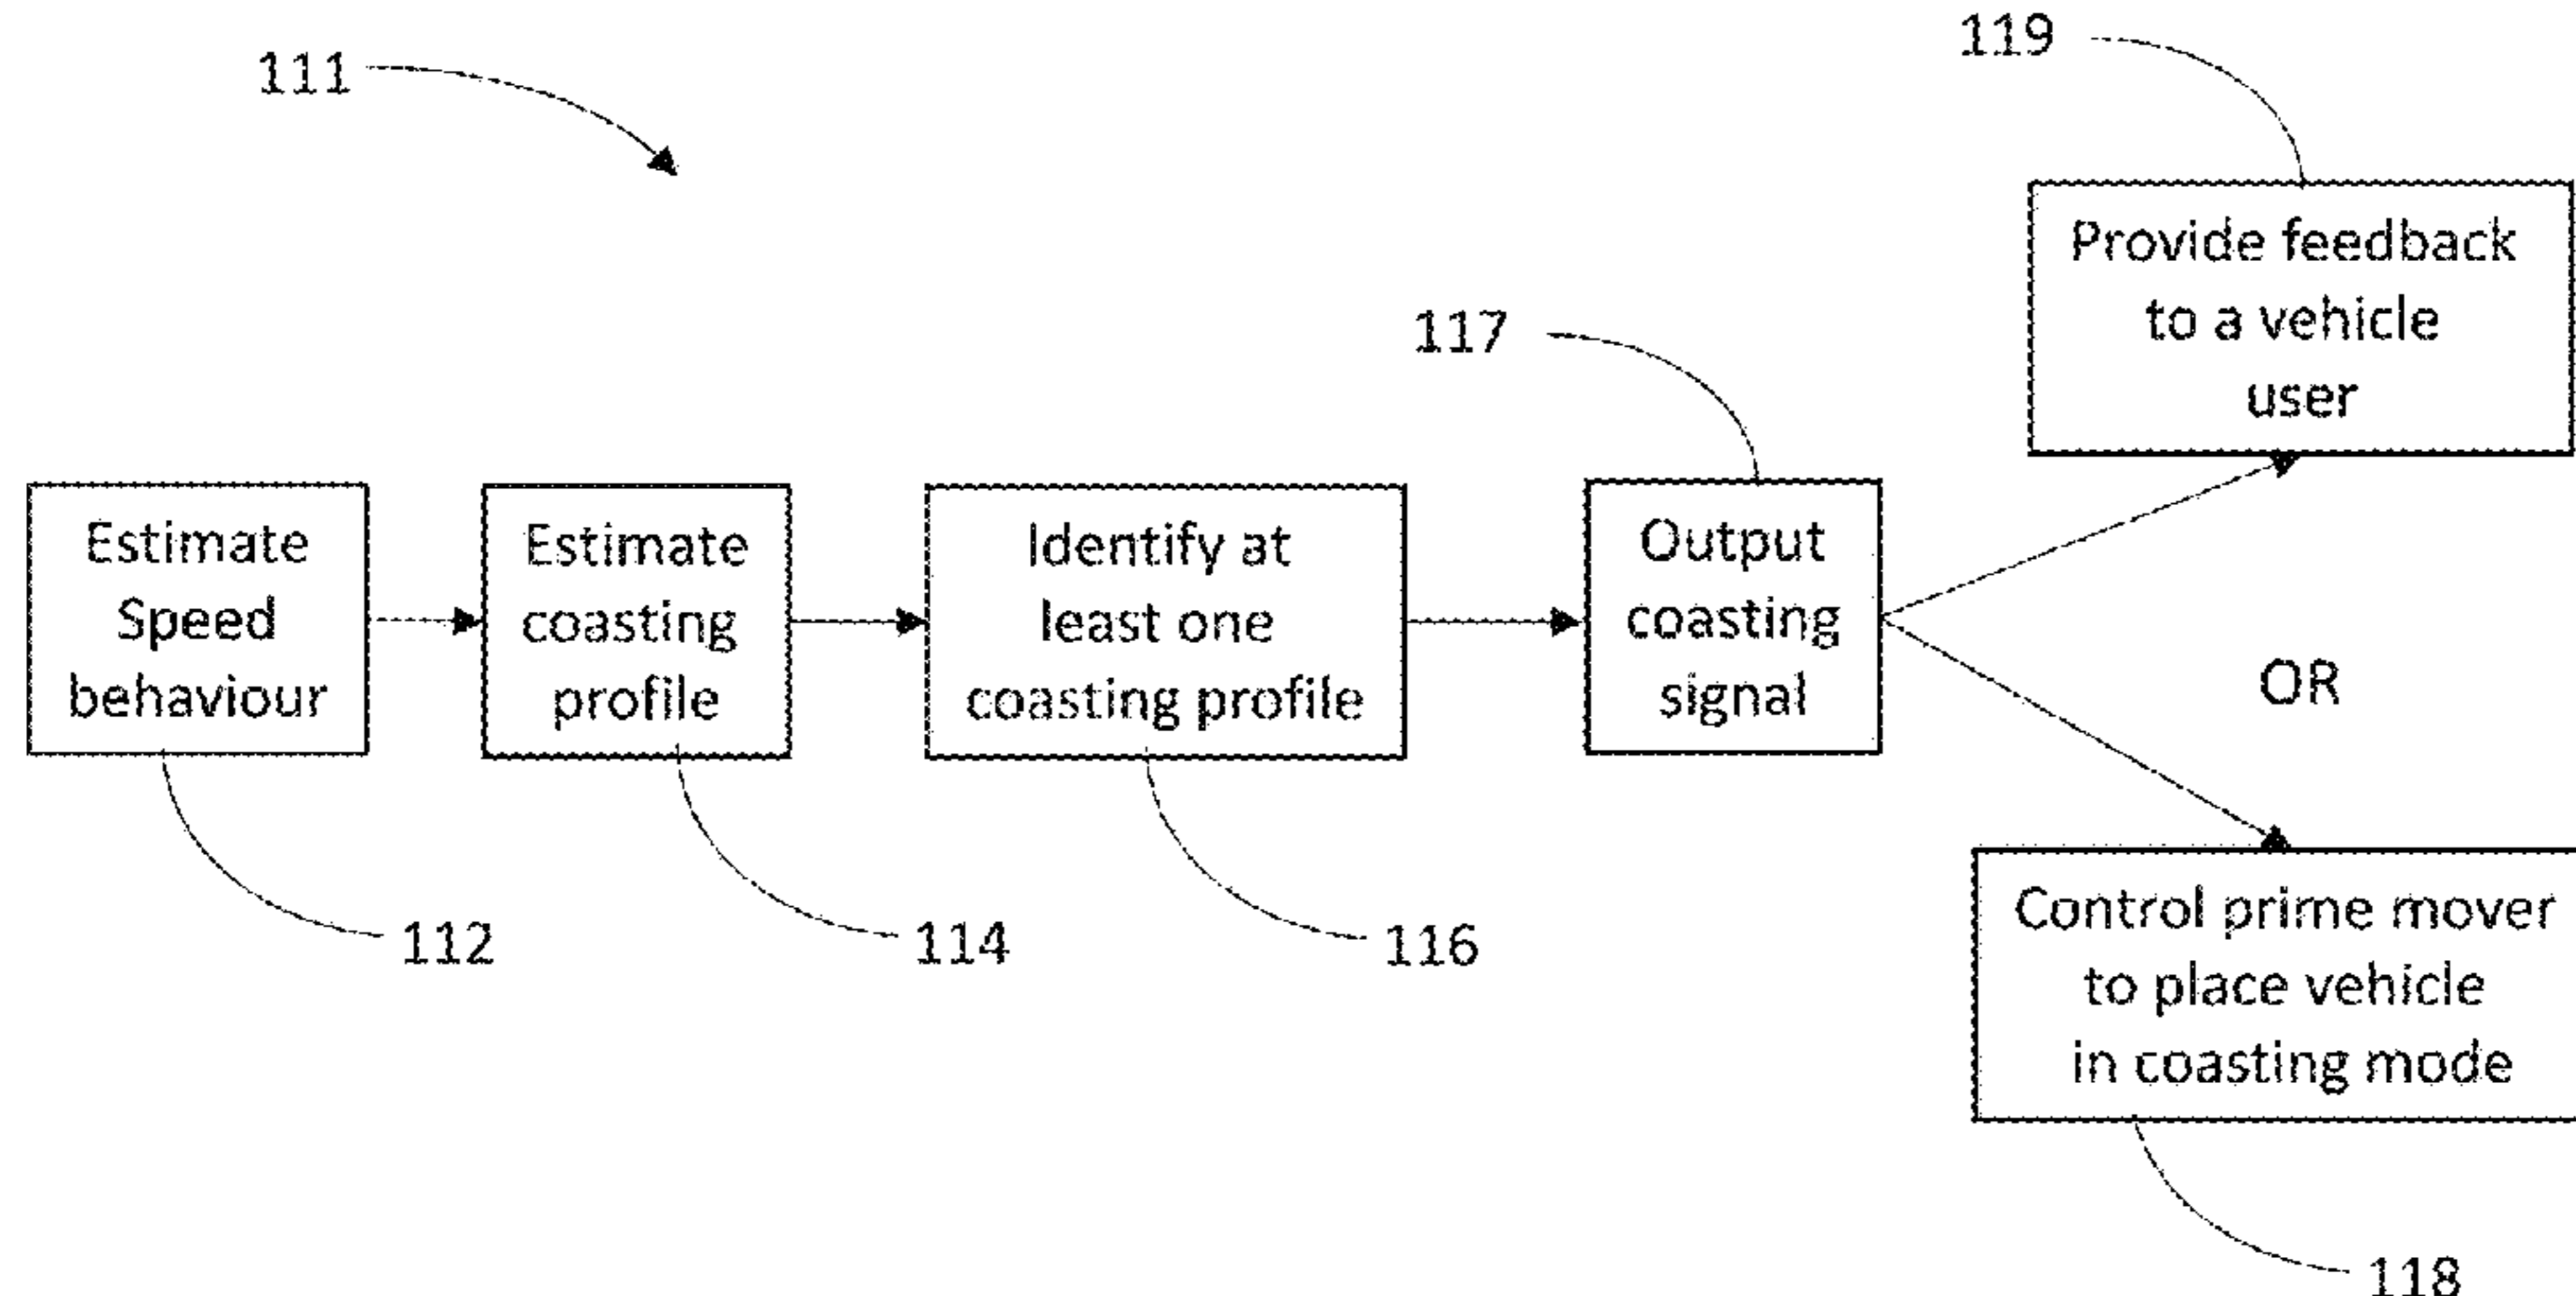 119
111
Provide feedback
to a vehicle
user
117
Estimate
Speed
behaviour
Estimate
coasting
profile
Identify at
least one
coasting profile
Output
coasting
signal
OR
112
114
116
Control prime mover
to place vehicle
in coasting mode
118